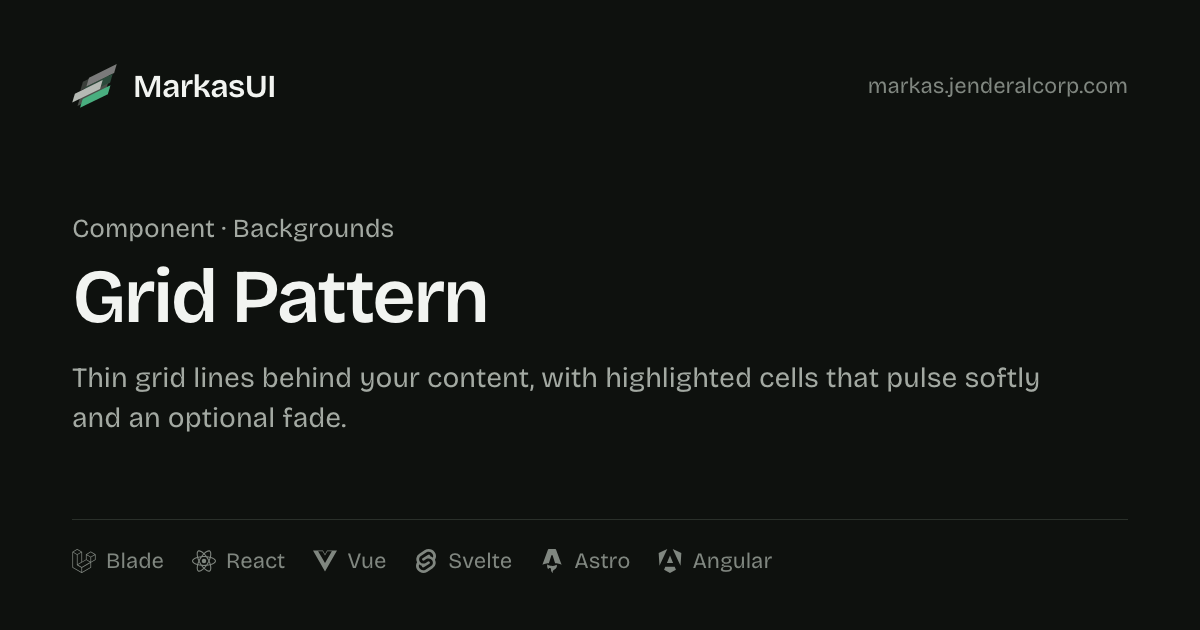 MarkasUI
markas.jenderalcorp.com
Component · Backgrounds
Grid Pattern
Thin grid lines behind your content, with highlighted cells that pulse softly
and an optional fade.
Blade React Vue Svelte Astro Angular